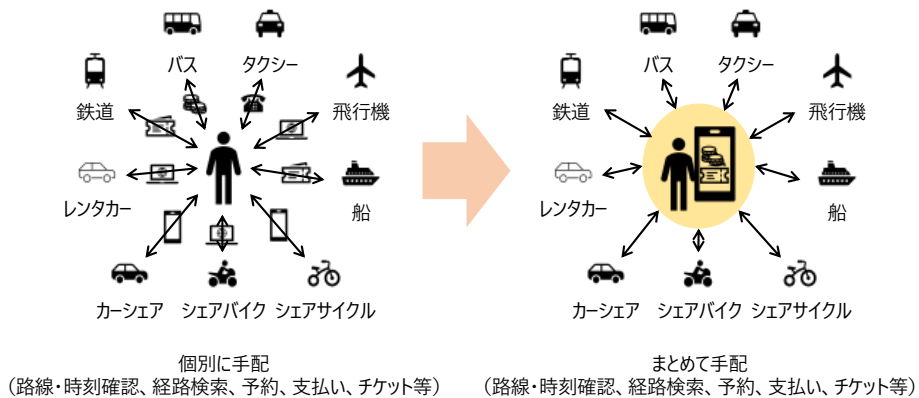 バス
タクシー
鉄道
飛行機
レンタカー
船
カーシェア
シェアバイク
シェアサイクル
個別に手配
(路線・時刻確認、経路検索、予約、支払い、チケット等)
バス
タクシー
鉄道
飛行機
レンタカー
船
カーシェア
シェアバイク
シェアサイクル
まとめて手配
(路線・時刻確認、経路検索、予約、支払い、チケット等)